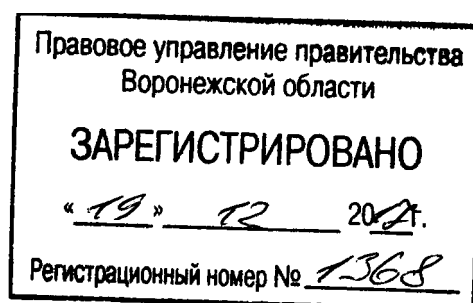 Правовое управление правительства
Воронежской области
ЗАРЕГИСТРИРОВАНО
« 19 » 12 20 г.
Регистрационный номер № 1368